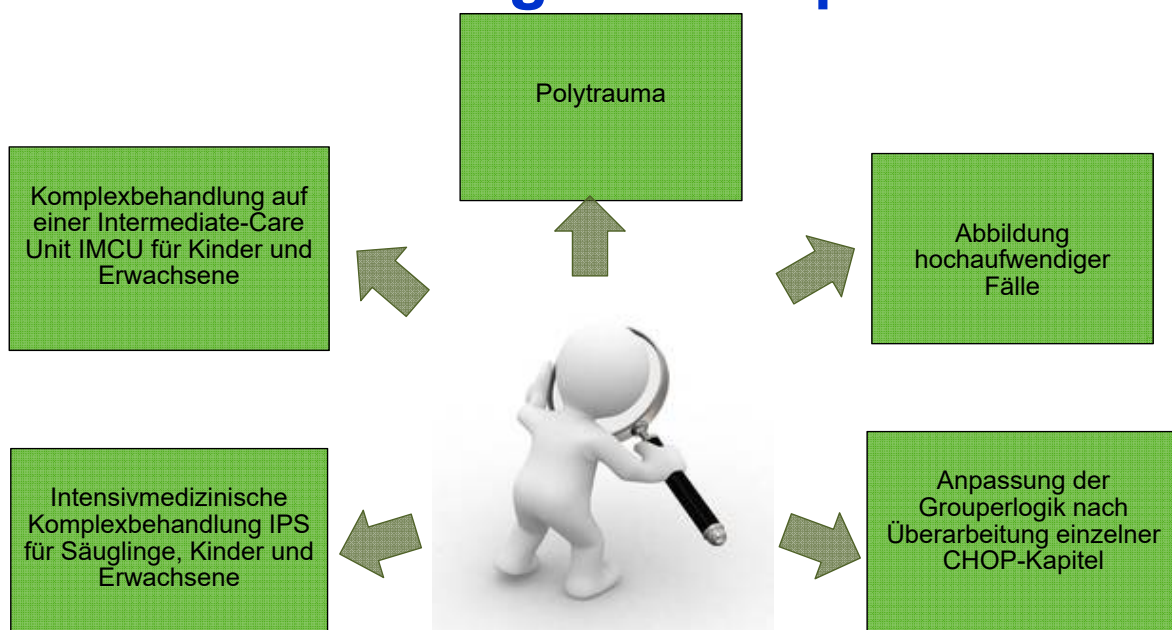 Polytrauma
Komplexbehandlung auf
einer Intermediate-Care
Unit IMCU für Kinder und
Erwachsene
Abbildung
hochaufwendiger
Fälle
Intensivmedizinische
Komplexbehandlung IPS
für Säuglinge, Kinder und
Erwachsene
Anpassung der
Grouperlogik nach
Überarbeitung einzelner
CHOP-Kapitel